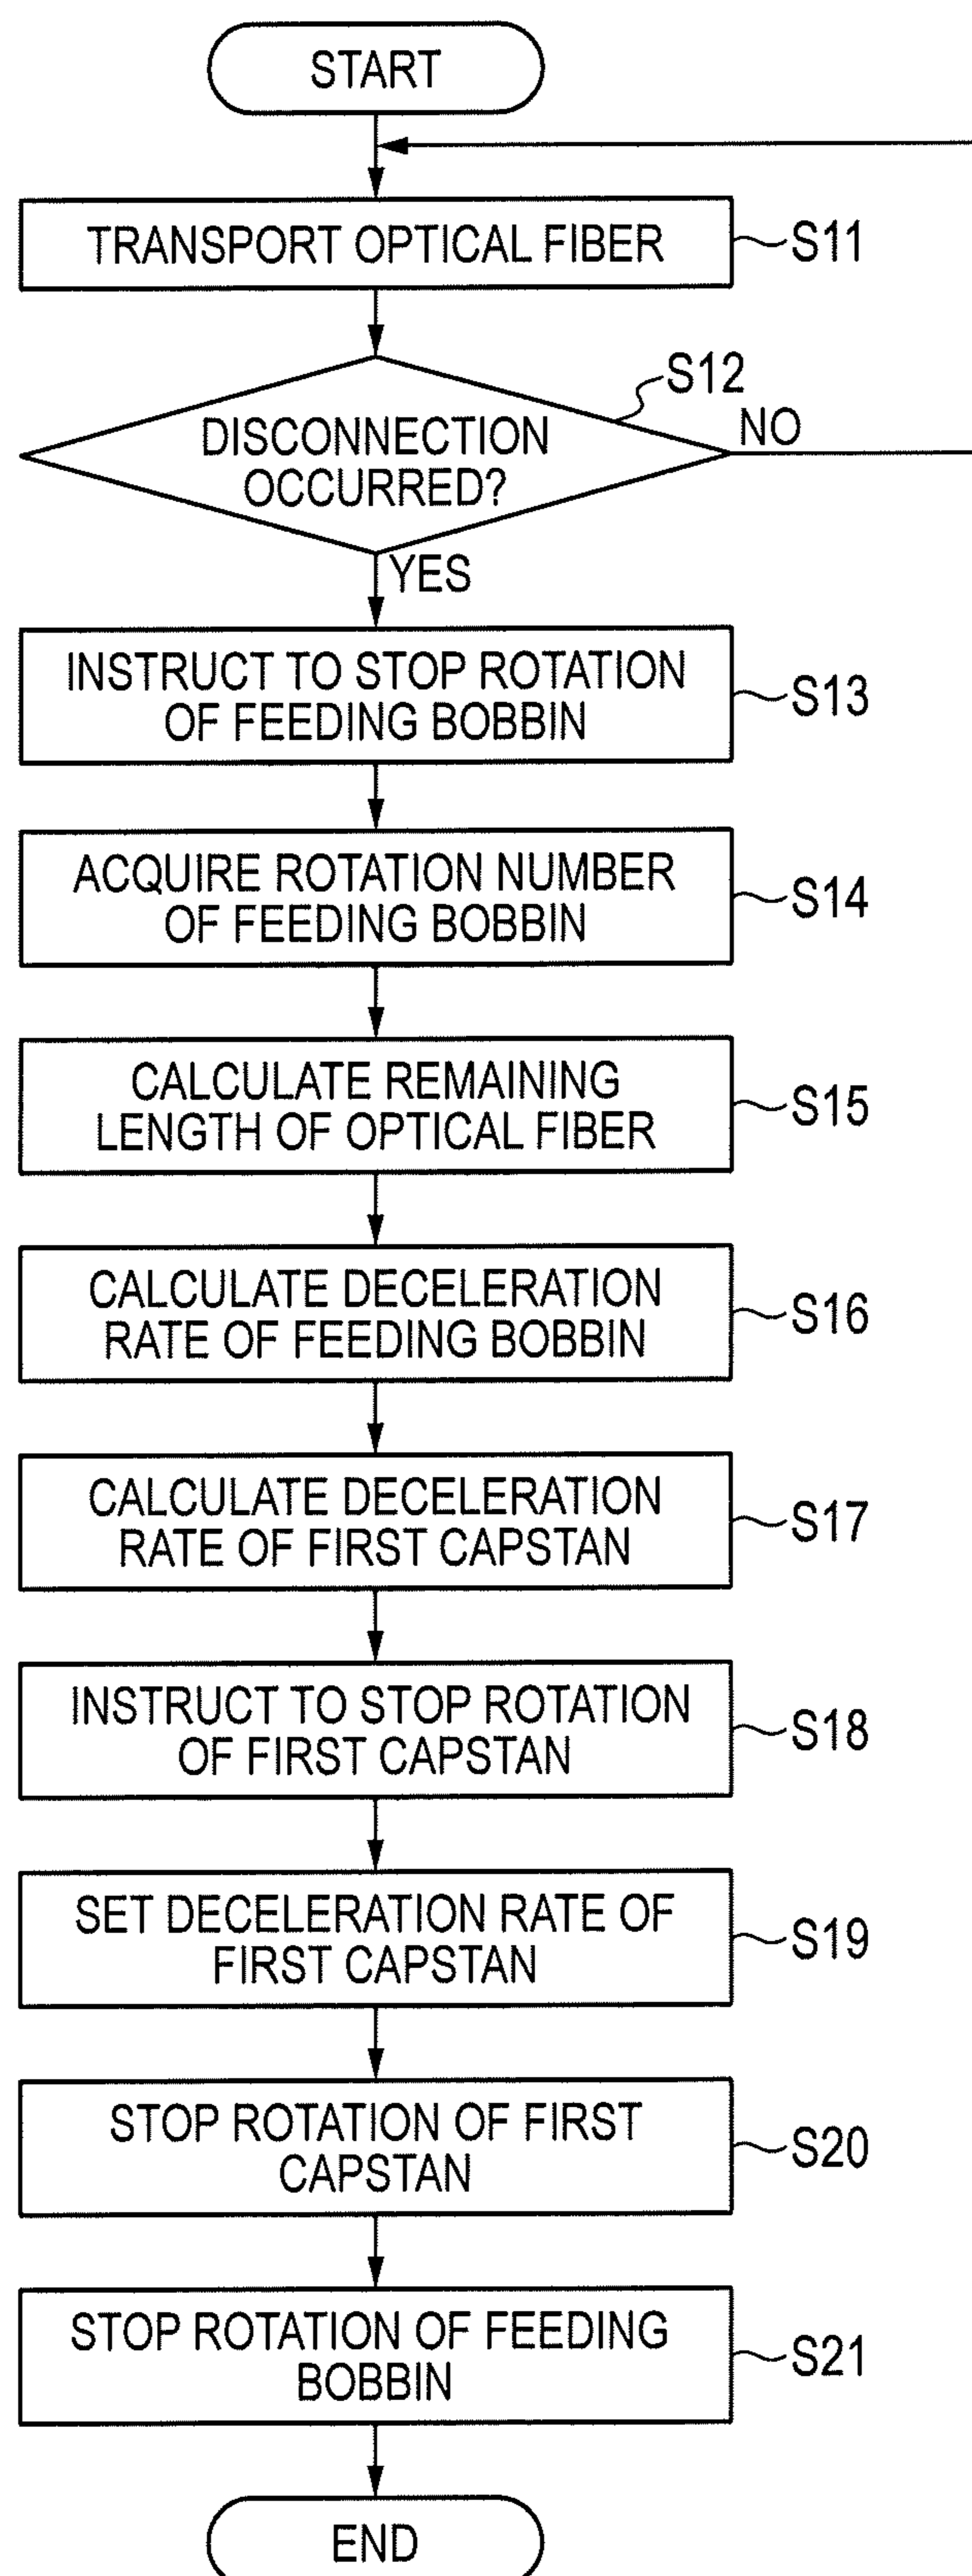 START
TRANSPORT OPTICAL FIBER
S11
S12
DISCONNECTION
OCCURRED?
NO
YES
INSTRUCT TO STOP ROTATION
OF FEEDING BOBBIN
S13
ACQUIRE ROTATION NUMBER
OF FEEDING BOBBIN
S14
CALCULATE REMAINING
LENGTH OF OPTICAL FIBER
S15
CALCULATE DECELERATION
RATE OF FEEDING BOBBIN
S16
CALCULATE DECELERATION
RATE OF FIRST CAPSTAN
S17
INSTRUCT TO STOP ROTATION
OF FIRST CAPSTAN
S18
SET DECELERATION RATE OF
FIRST CAPSTAN
S19
STOP ROTATION OF FIRST
CAPSTAN
S20
STOP ROTATION OF FEEDING
BOBBIN
S21
END